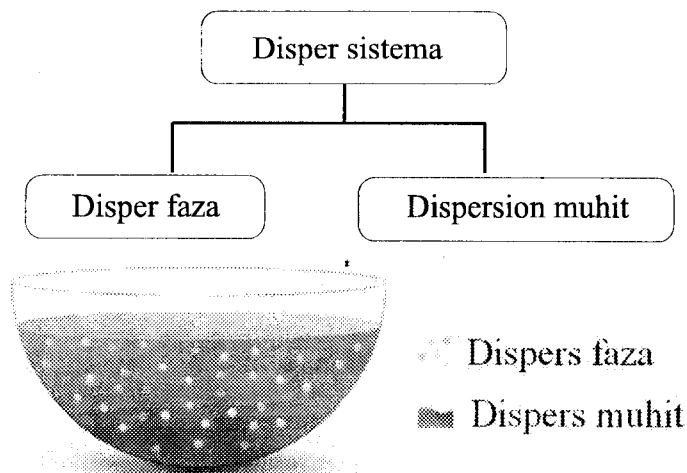 Disper sistema
Disper faza
Dispersion muhit
Dispers faza
Dispers muhit